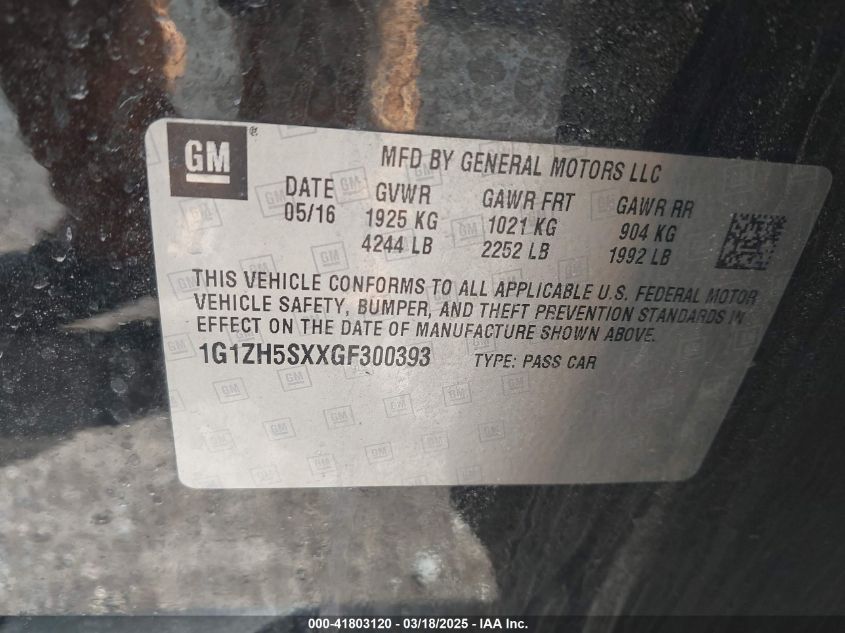 GM ®
MFD BY GENERAL MOTORS LLC
DATE GVWR GAWR FRT GAWR RR
05/16 1925 KG 1021 KG 904 KG
4244 LB 2252 LB 1992 LB
THIS VEHICLE CONFORMS TO ALL APPLICABLE U.S. FEDERAL MOTOR
VEHICLE SAFETY, BUMPER, AND THEFT PREVENTION STANDARDS IN
EFFECT ON THE DATE OF MANUFACTURE SHOWN ABOVE.
1G1ZH5SXXGF300393 TYPE: PASS CAR
000-41803120 - 03/18/2025 - IAA Inc.